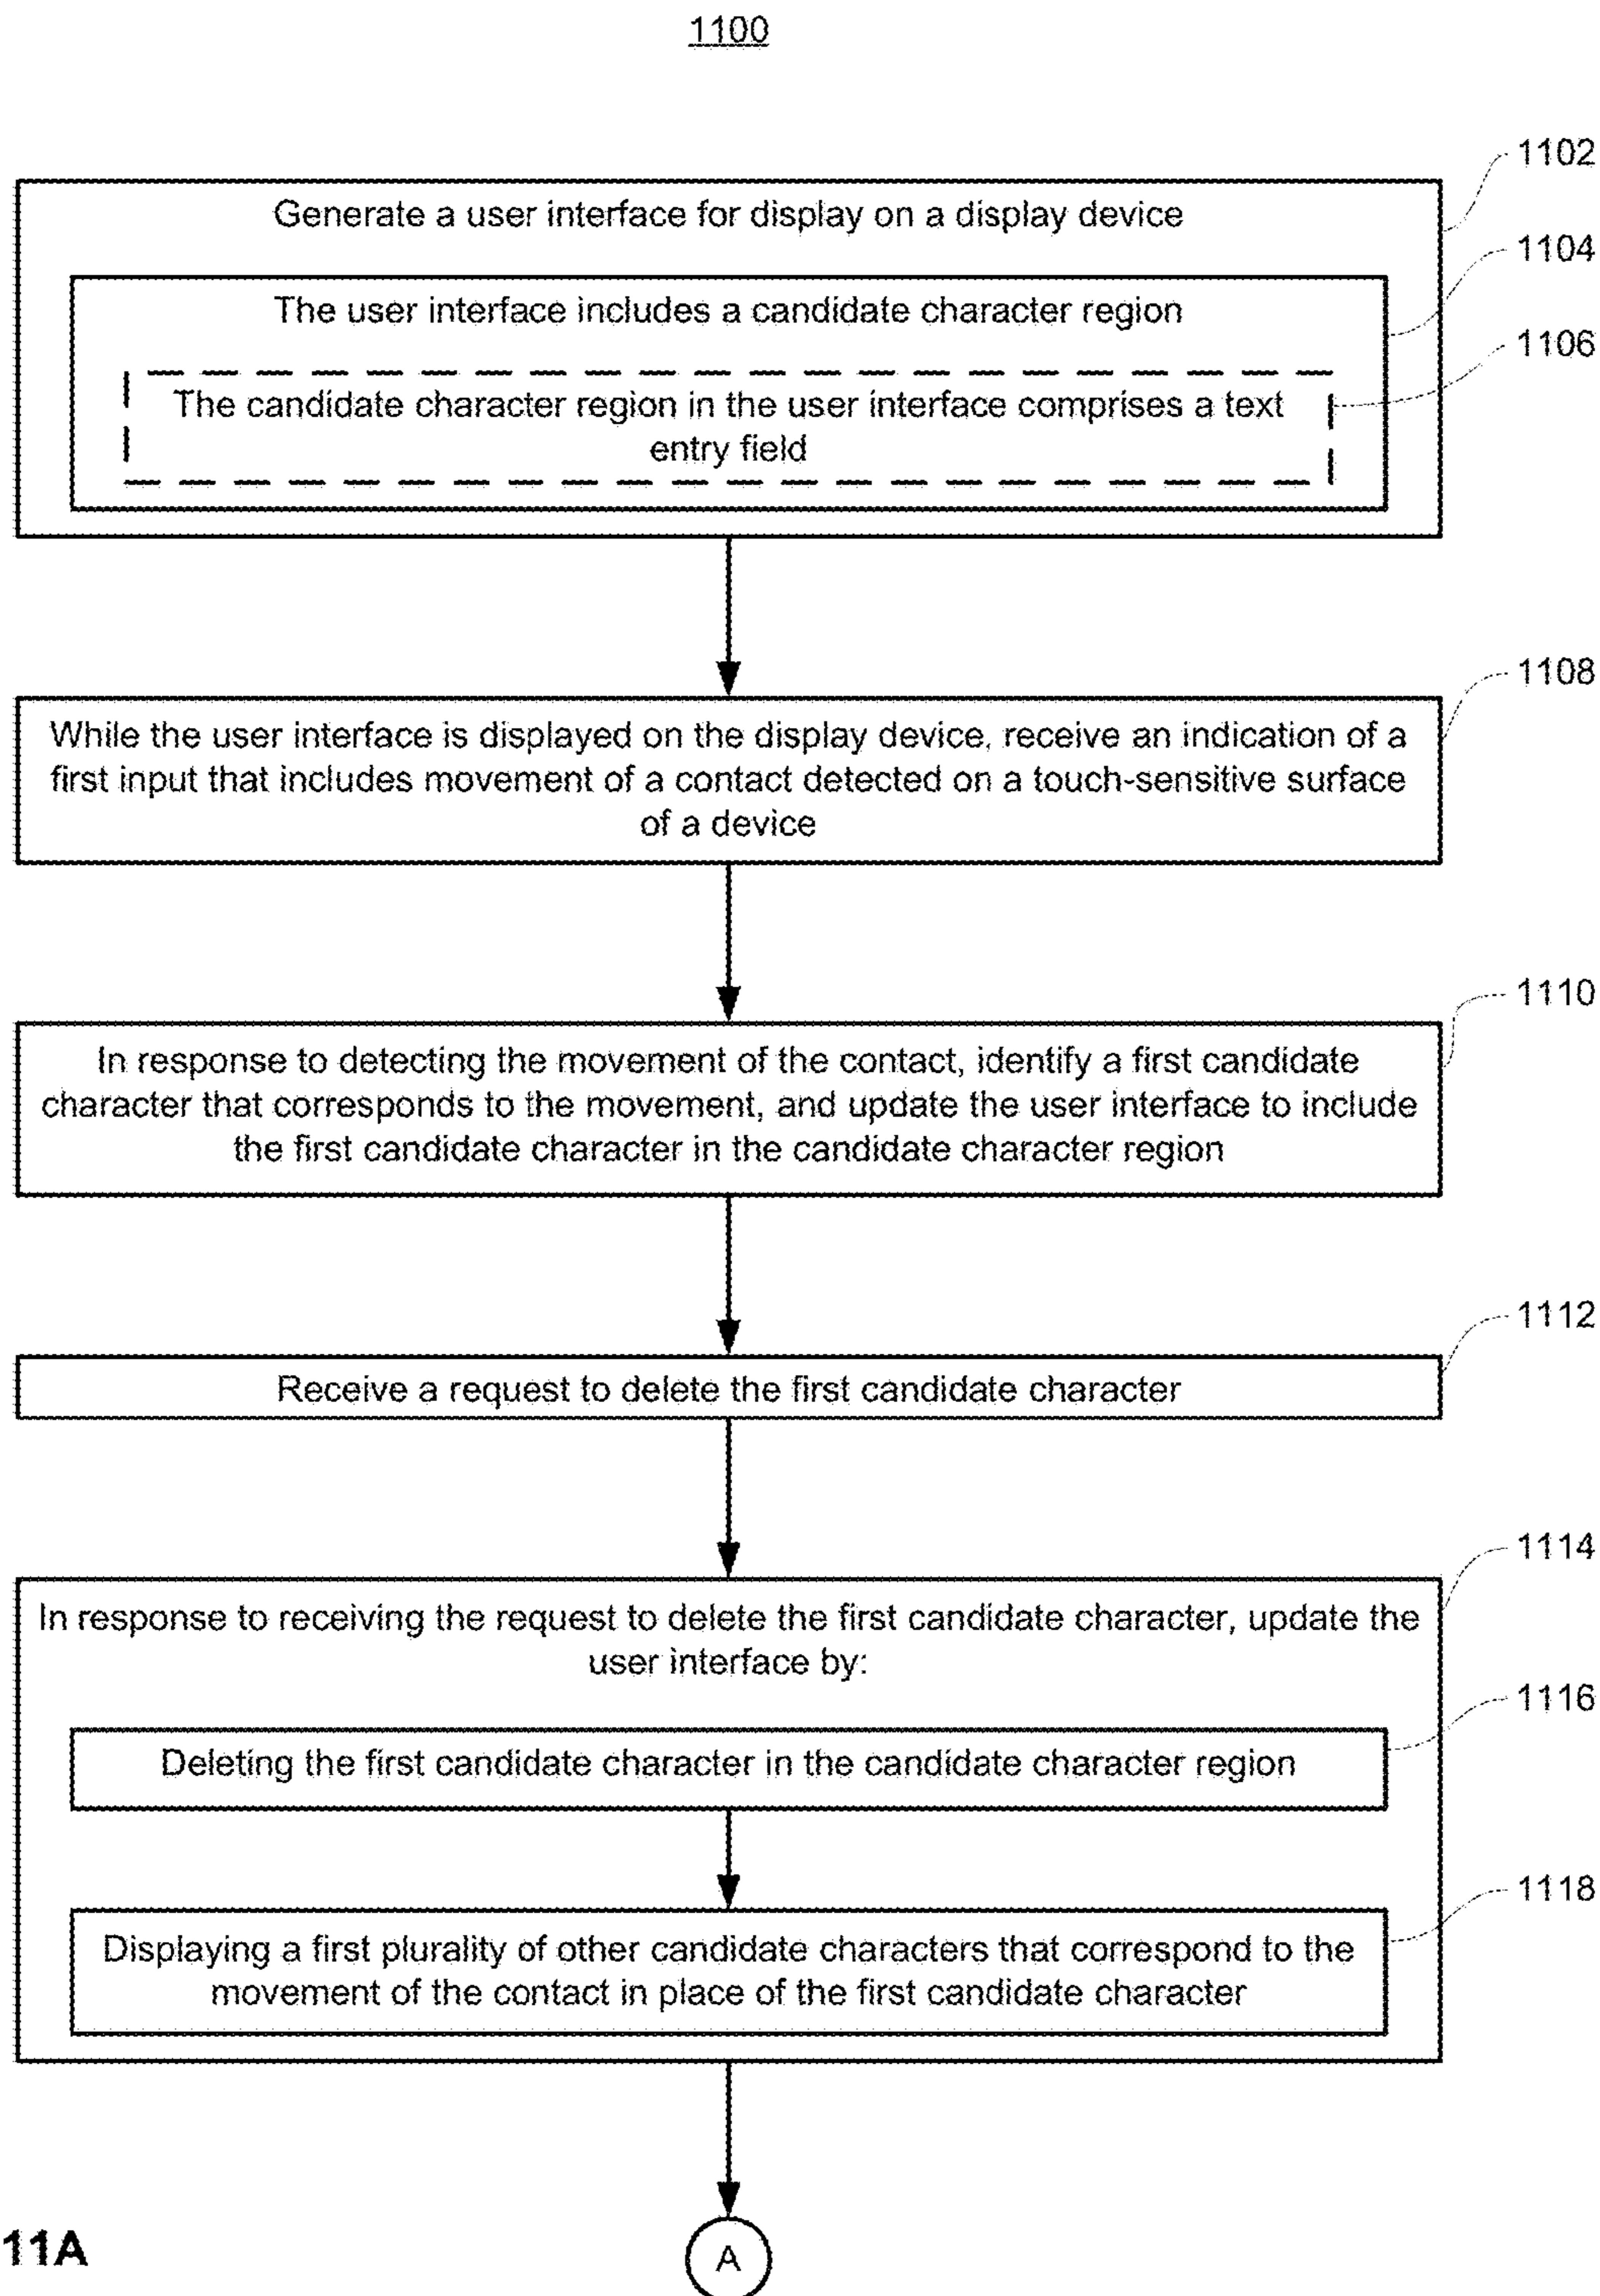 1100
1102
Generate a user interface for display on a display device
1104
The user interface includes a candidate character region
1106
The candidate character region in the user interface comprises a text
entry field
1108
While the user interface is displayed on the display device, receive an indication of a
first input that includes movement of a contact detected on a touch-sensitive surface
of a device
1110
In response to detecting the movement of the contact, identify a first candidate
character that corresponds to the movement, and update the user interface to include
the first candidate character in the candidate character region
1112
Receive a request to delete the first candidate character
1114
In response to receiving the request to delete the first candidate character, update the
user interface by:
1116
Deleting the first candidate character in the candidate character region
1118
Displaying a first plurality of other candidate characters that correspond to the
movement of the contact in place of the first candidate character
11A
A